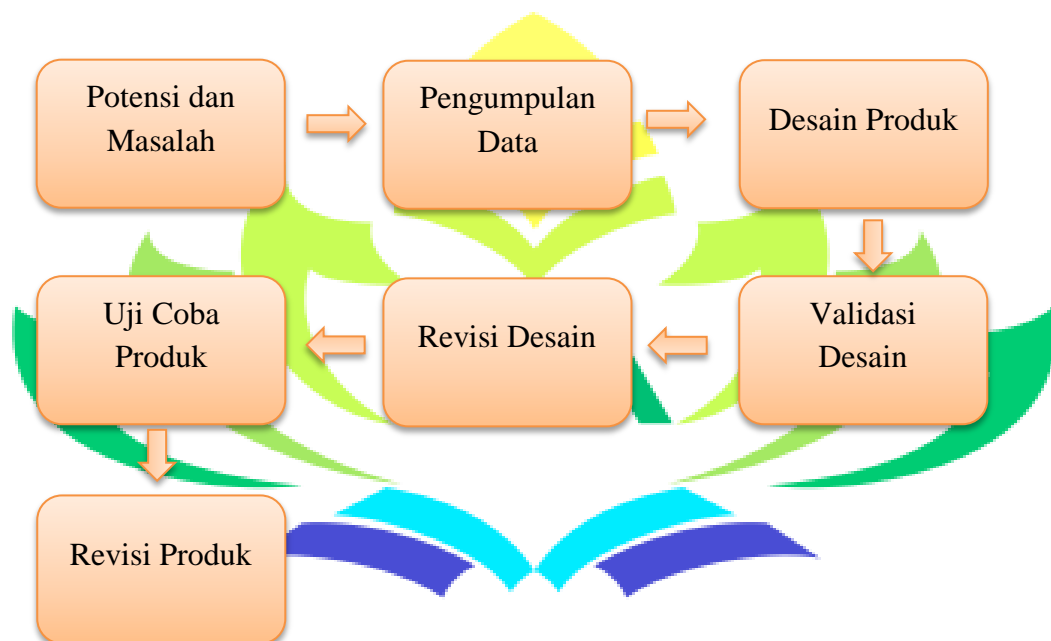 Potensi dan
Masalah
Pengumpulan
Data
Desain Produk
Validasi
Desain
Revisi Desain
Uji Coba
Produk
Revisi Produk